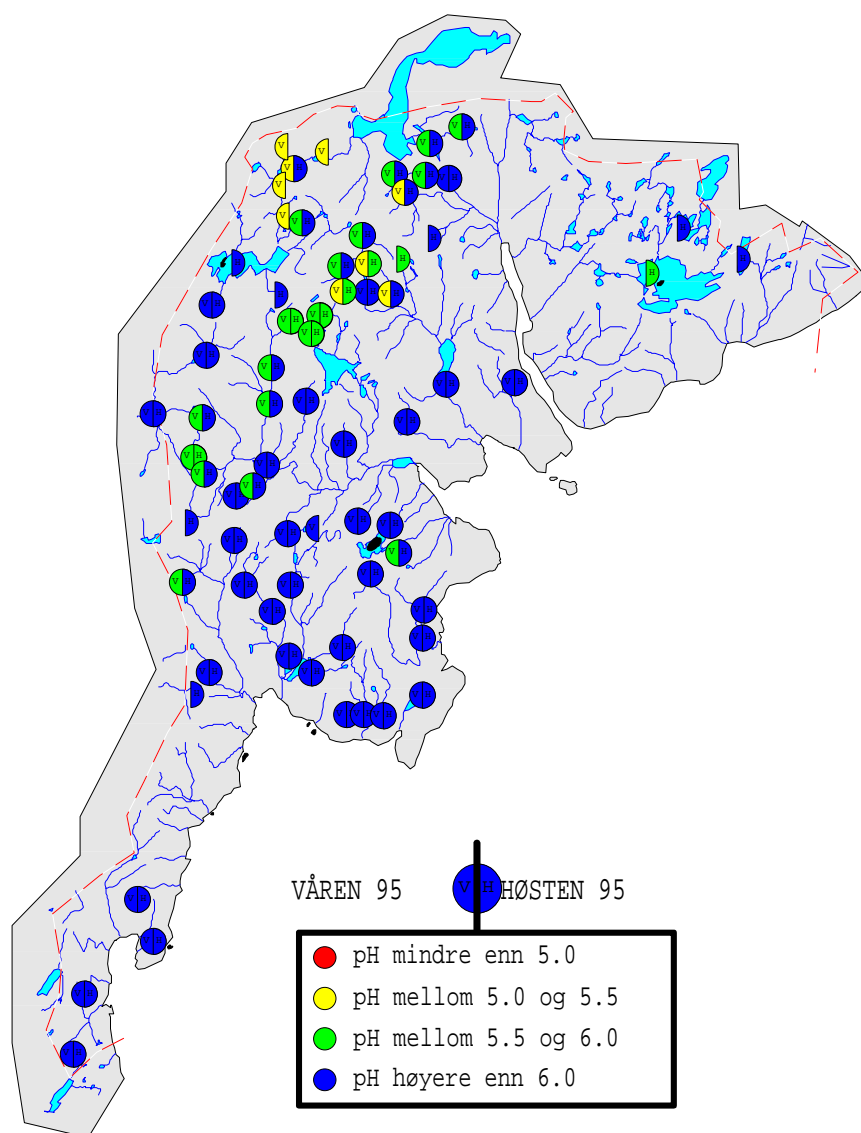 VÅREN 95 V H HØSTEN 95
pH mindre enn 5.0
pH mellom 5.0 og 5.5
pH mellom 5.5 og 6.0
pH høyere enn 6.0